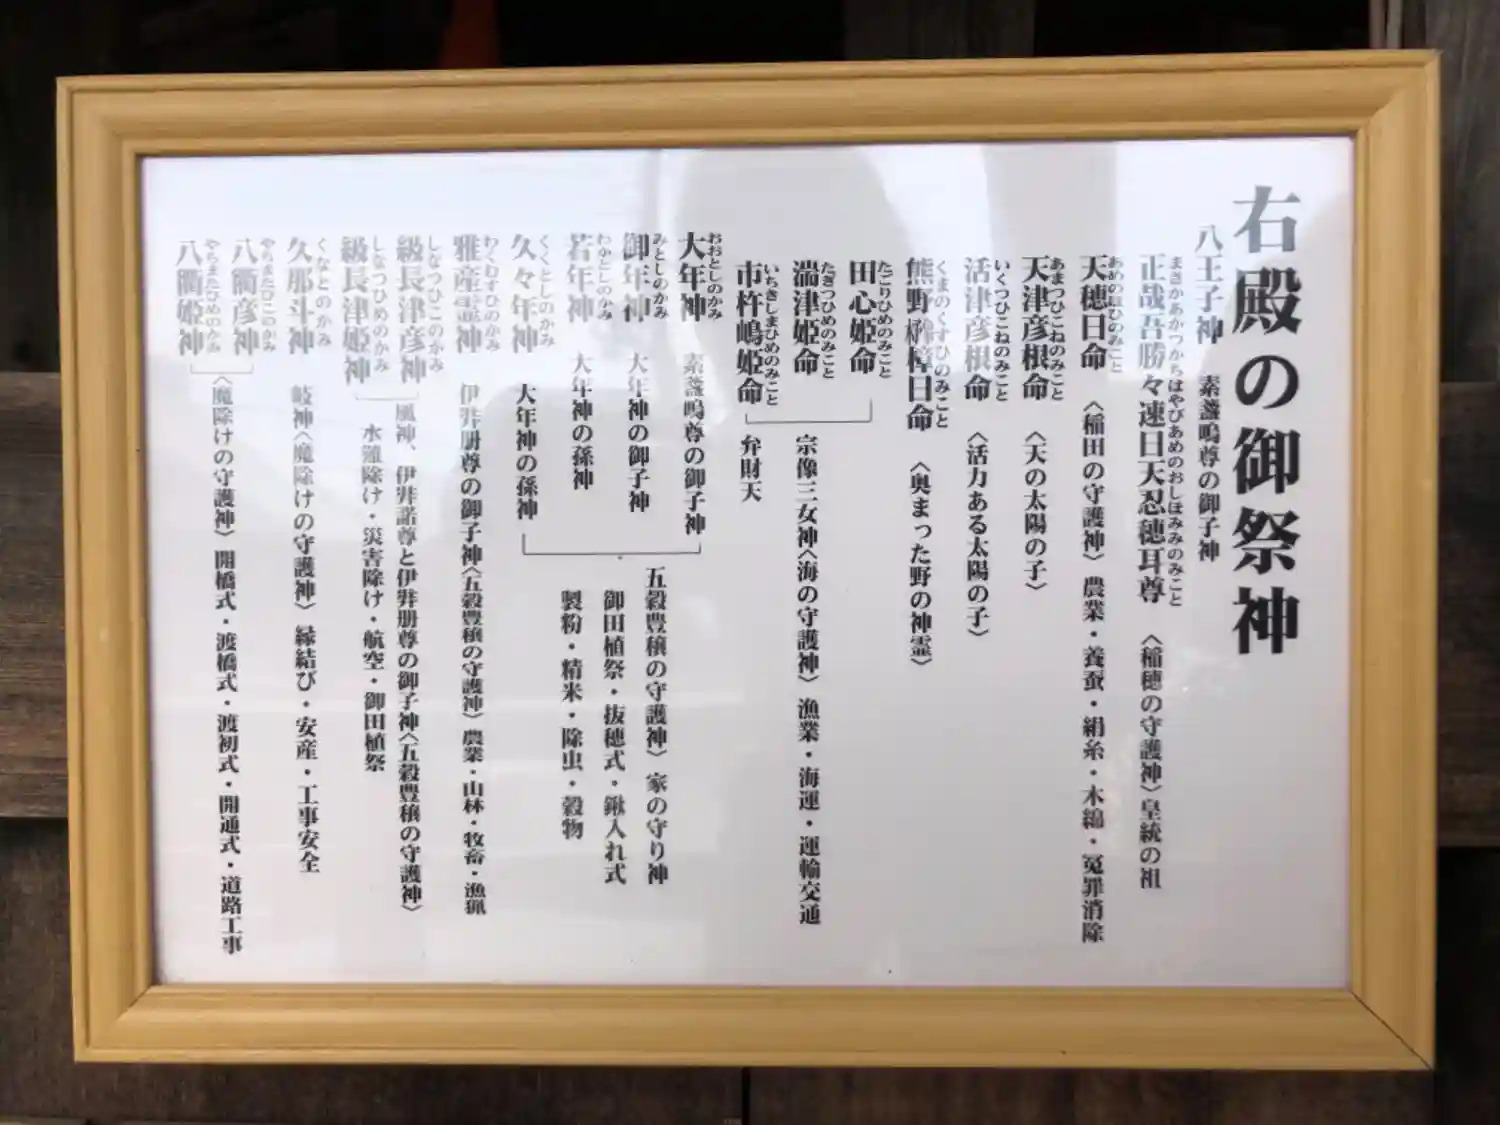 右殿の御祭神
八王子神 素盞嗚尊の御子神
正哉吾勝々速日天忍穂耳尊 〈稲穂の守護神〉皇統の祖
まさかあかつかちはやびあめのおしほみみのみこと
天穂日命 〈稲田の守護神〉 農業・養蚕・絹糸・木綿・冤罪消除
あめのほひのみこと
天津彦根命 〈天の太陽の子〉
あまつひこねのみこと
活津彦根命 〈活力ある太陽の子〉
いくつひこねのみこと
熊野櫲樟日命 〈奥まった野の神霊〉
くまのくすひのみこと
田心姫命
たごりひめのみこと
湍津姫命
たぎつひめのみこと
市杵嶋姫命
いちきしまひめのみこと
宗像三女神〈海の守護神〉 漁業・海運・運輸交通
弁財天
大年神 素盞嗚尊の御子神
おおとしのかみ
御年神 大年神の御子神
みとしのかみ
若年神 大年神の孫神
わかとしのかみ
久々年神 大年神の孫神
くくとしのかみ
五穀豊穣の守護神〉 家の守り神
御田植祭・抜穂式・鍬入れ式
製粉・精米・除虫・穀物
雅産霊神 伊弉册尊の御子神〈五穀豊穣の守護神〉 農業・山林・牧畜・漁猟
わくむすひのかみ
級長津彦神
しなつひこのかみ
級長津姫神
しなつひめのかみ
風神、伊弉諾尊と伊弉册尊の御子神〈五穀豊穣の守護神〉
水難除け・災害除け・航空・御田植祭
久那斗神 岐神〈魔除けの守護神〉 縁結び・安産・工事安全
くなとのかみ
八衢彦神
やちまたひこのかみ
八衢姫神
やちまたひめのかみ
〈魔除けの守護神〉 開橋式・渡橋式・渡初式・開通式・道路工事